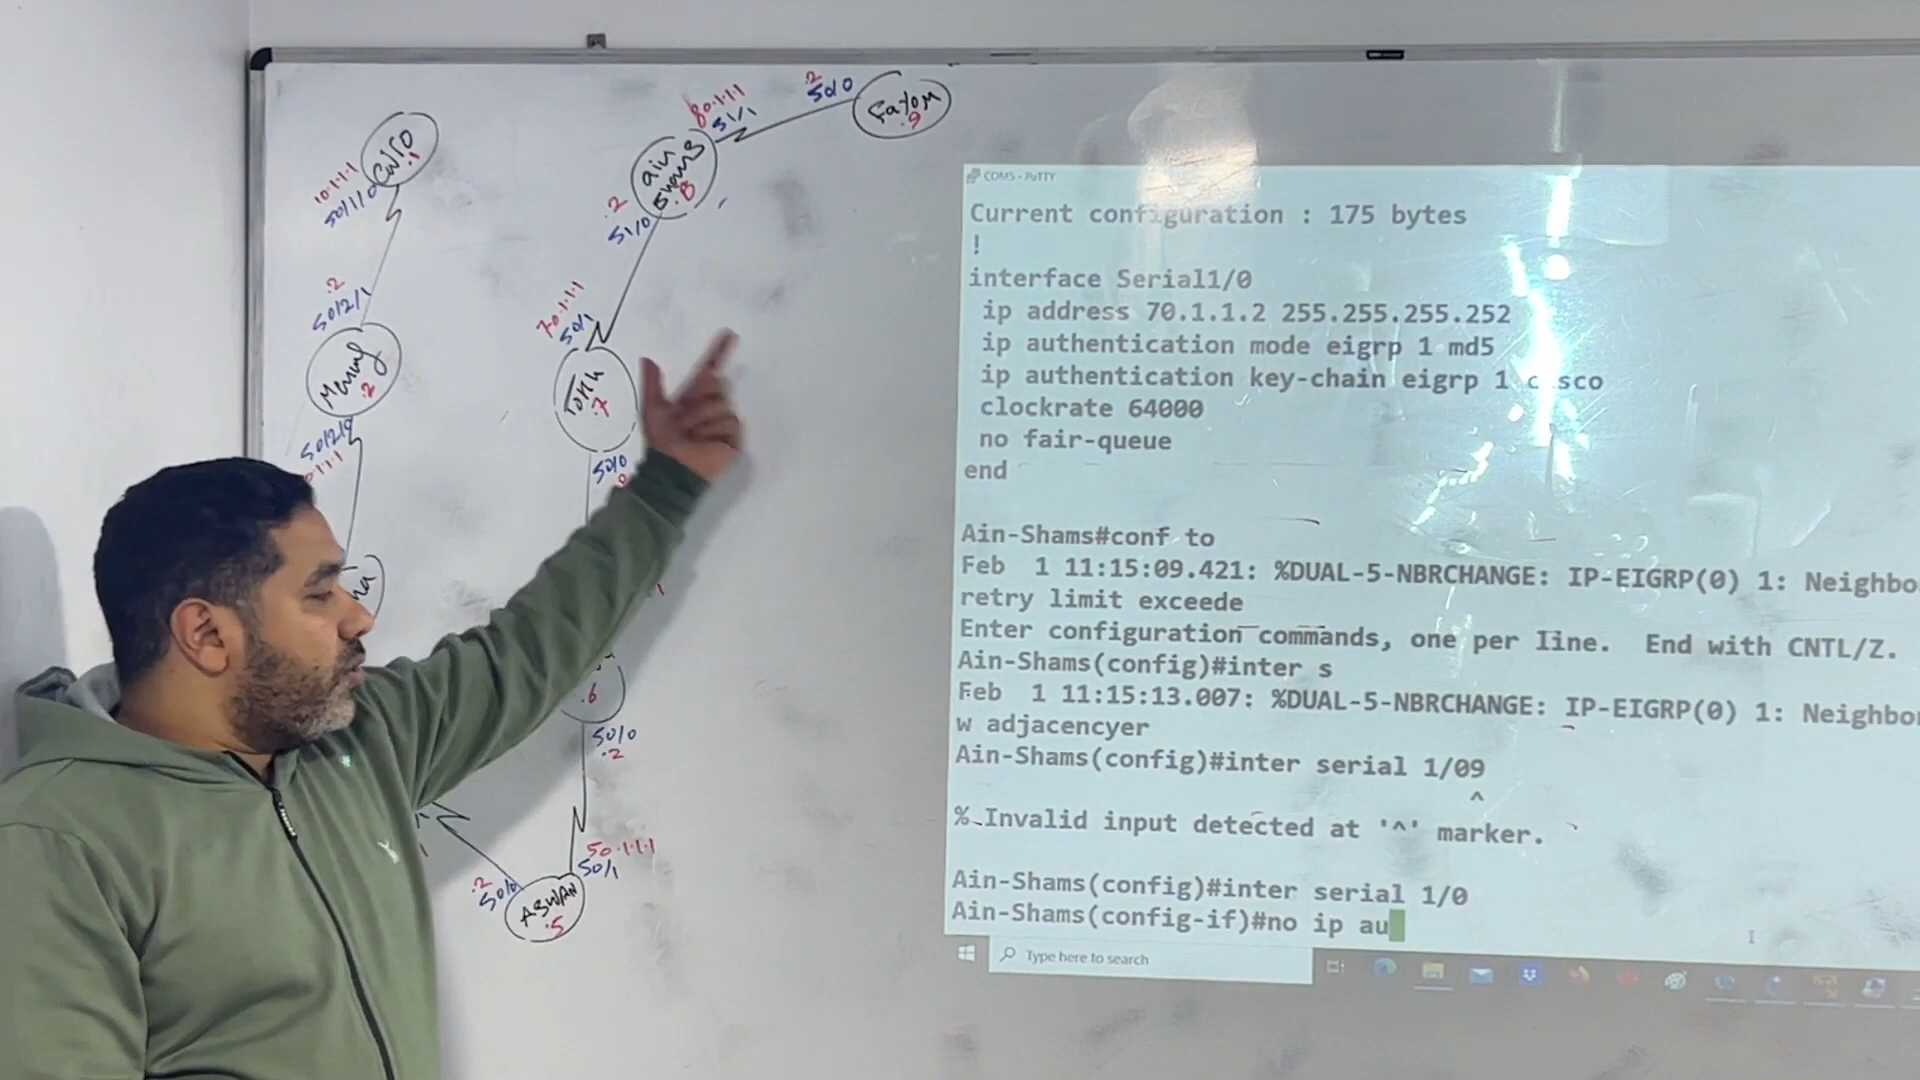 Cairo
.1
10.1.1.1
S0/1/0
.2
S0/2/1
.2
S0/2/0
ain
shams
.8
80.1.1.1
S1/1
.2
S0/0
Fayom
.9
.2
S1/0
70.1.1.1
S0/1
.7
S0/0
.6
S0/0
.2
50.1.1.1
S0/1
.2
S0/0
ASWAN
.5
COM5 - PuTTY
Current configuration : 175 bytes
!
interface Serial1/0
ip address 70.1.1.2 255.255.255.252
ip authentication mode eigrp 1 md5
ip authentication key-chain eigrp 1 cisco
clockrate 64000
no fair-queue
end
Ain-Shams#conf to
Feb 1 11:15:09.421: %DUAL-5-NBRCHANGE: IP-EIGRP(0) 1: Neighbo
retry limit exceede
Enter configuration commands, one per line. End with CNTL/Z.
Ain-Shams(config)#inter s
Feb 1 11:15:13.007: %DUAL-5-NBRCHANGE: IP-EIGRP(0) 1: Neighbo
w adjacencyer
Ain-Shams(config)#inter serial 1/09
^
% Invalid input detected at '^' marker.
Ain-Shams(config)#inter serial 1/0
Ain-Shams(config-if)#no ip au
Type here to search